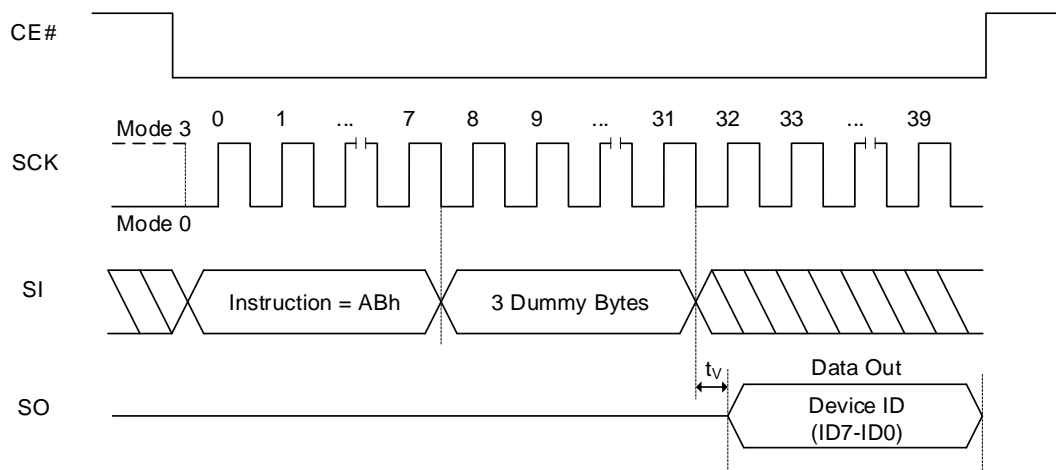 CE#
0 1 ... 7 8 9 ... 31 32 33 ... 39
Mode 3
SCK
Mode 0
SI
Instruction = ABh
3 Dummy Bytes
tV
Data Out
SO
Device ID
(ID7-ID0)